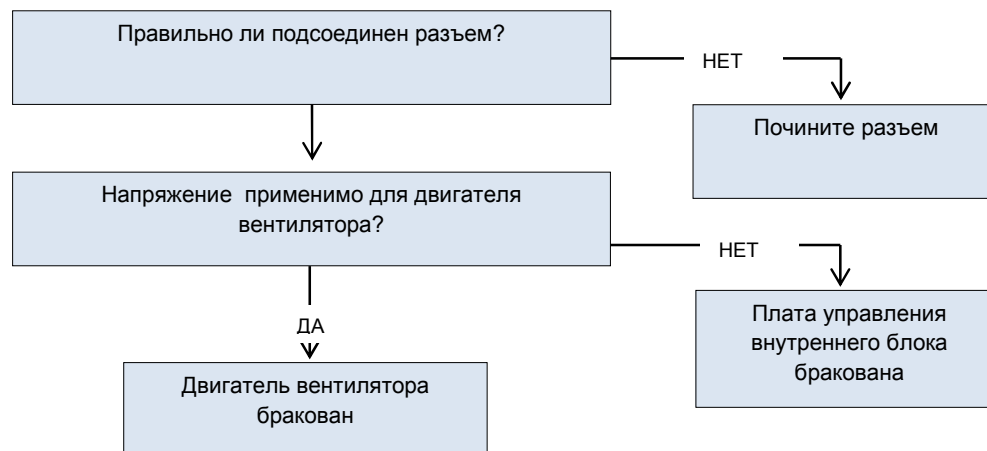 Правильно ли подсоединен разъем?
НЕТ
Почините разъем
Напряжение  применимо для двигателя
вентилятора?
НЕТ
Плата управления
внутреннего блока
бракована
ДА
Двигатель вентилятора
бракован